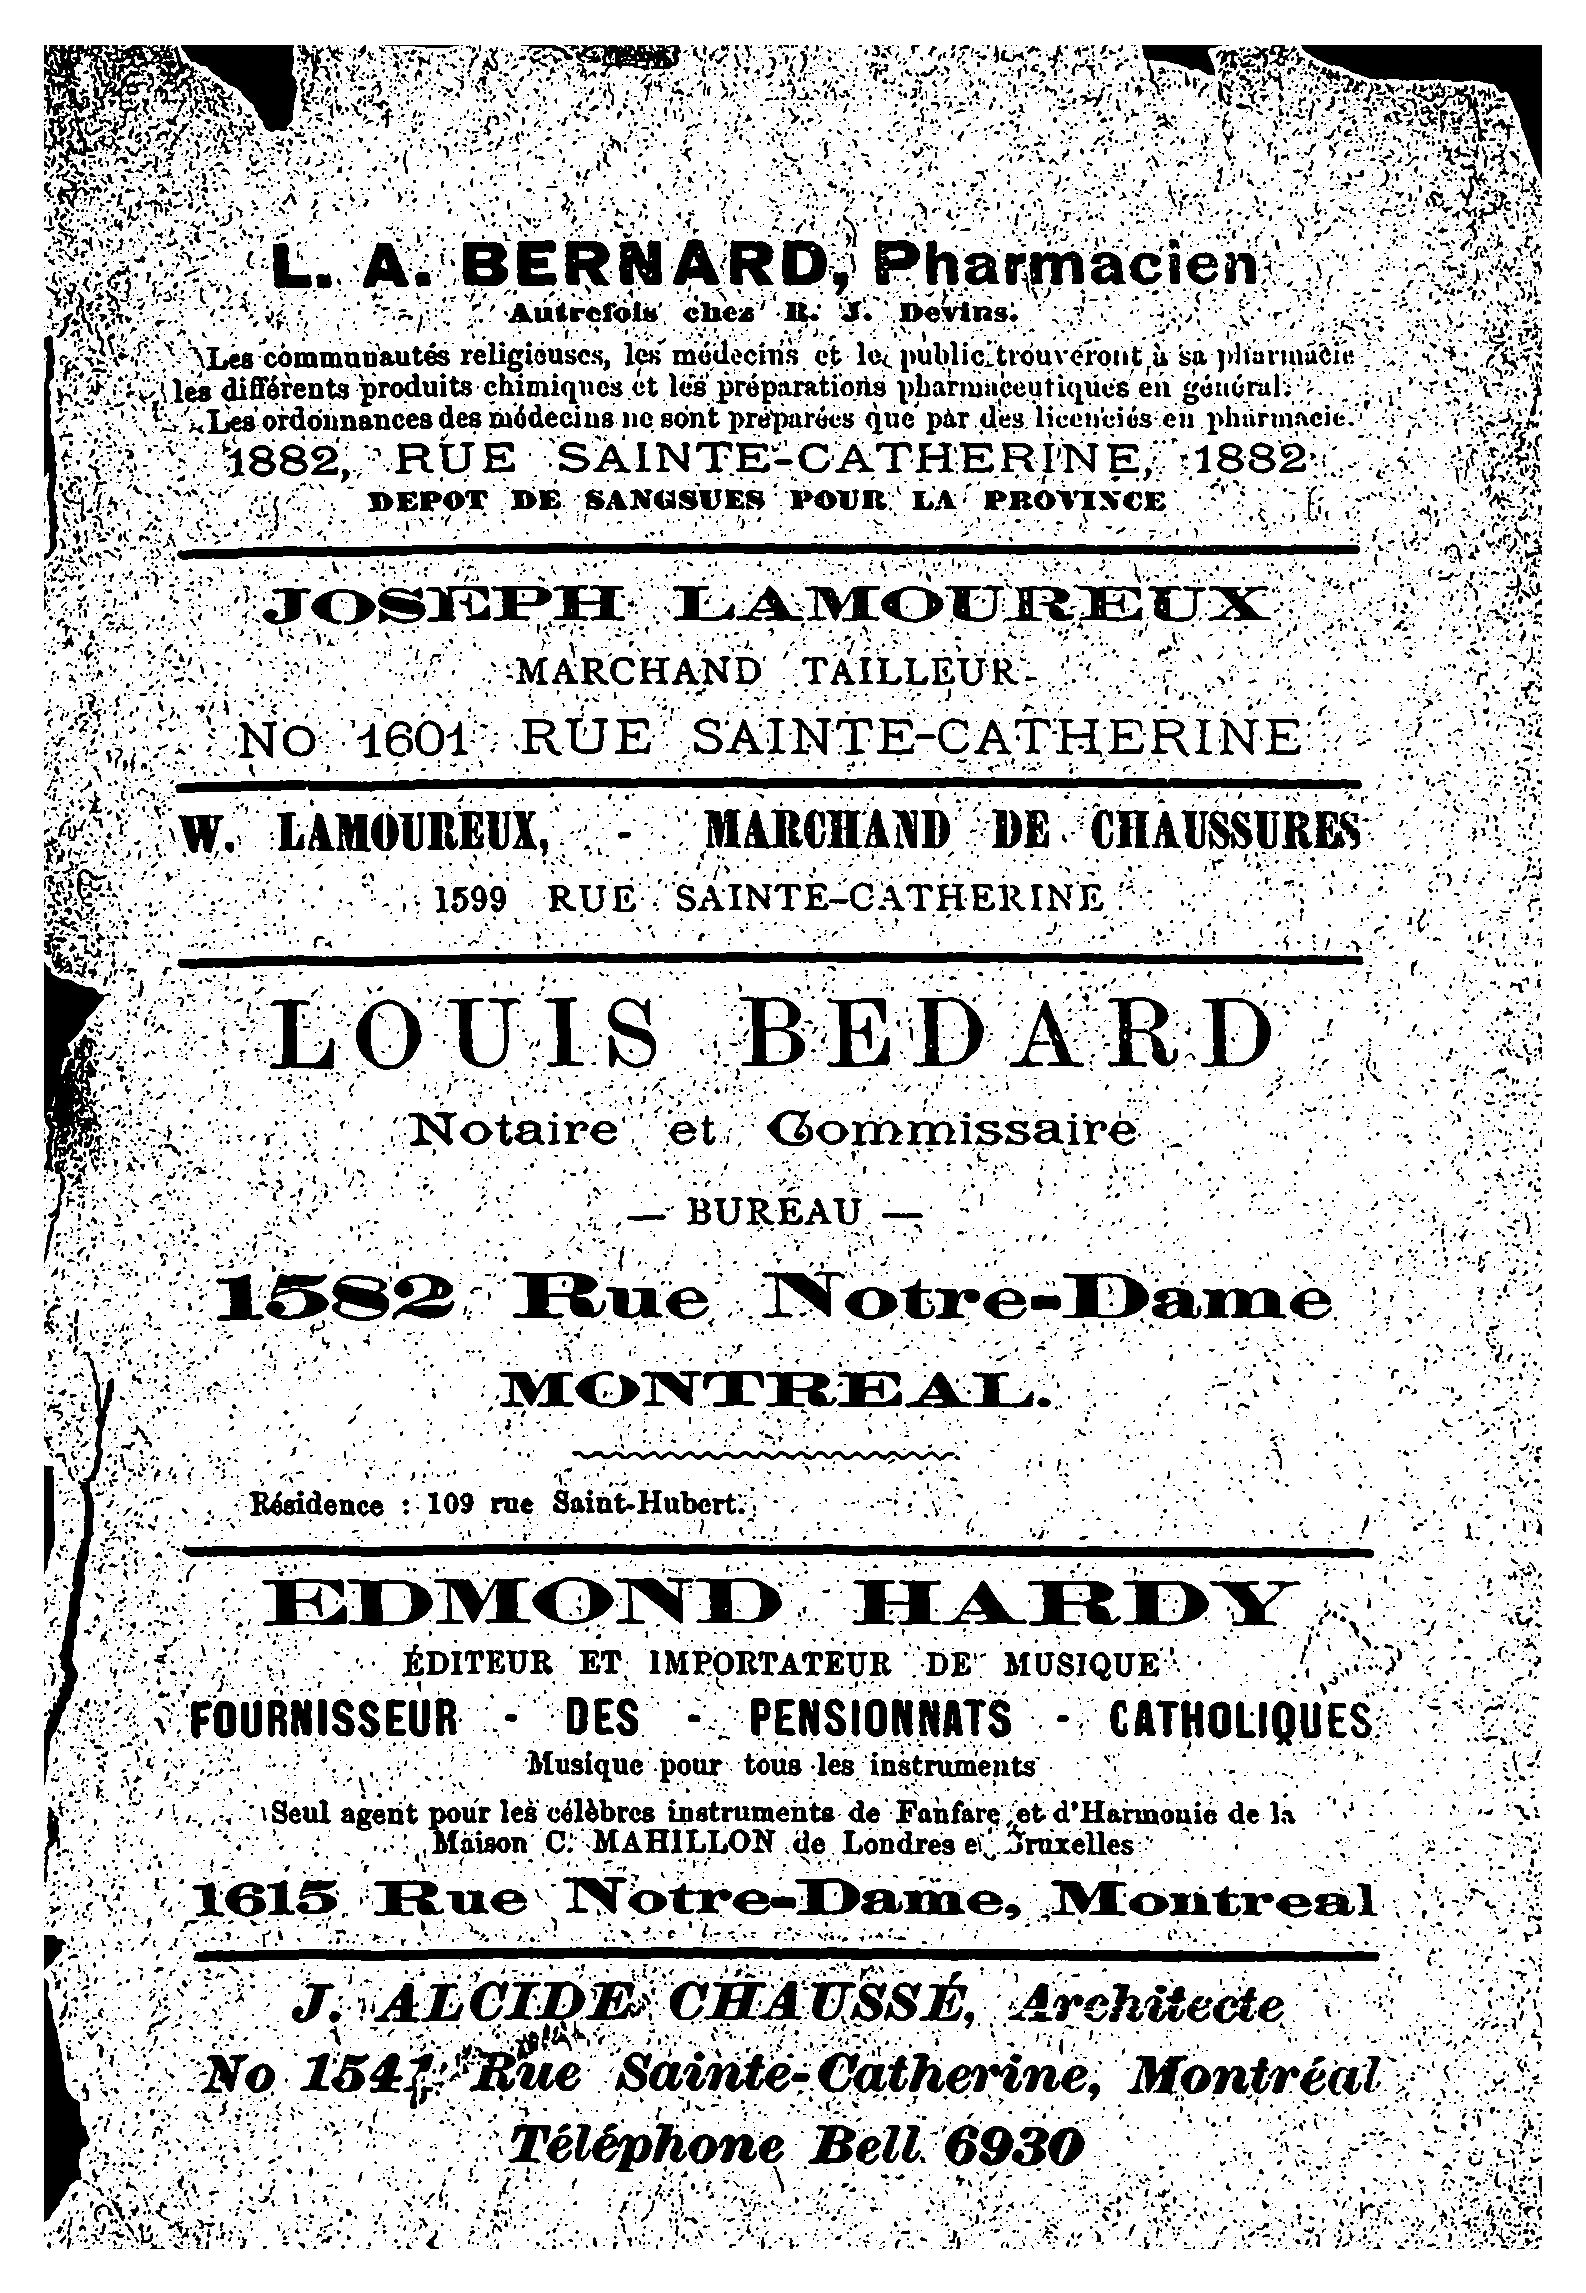 L. A. BERNARD, Pharmacien
Autrefois chez R. J. Devins.
Les communautés religieuses, les médecins et le public trouveront à sa pharmacie
les différents produits chimiques et les préparations pharmaceutiques en général.
Les ordonnances des médecins ne sont préparées que par des licenciés en pharmacie.
1882, RUE SAINTE-CATHERINE, 1882
DEPOT DE SANGSUES POUR LA PROVINCE
JOSEPH LAMOUREUX
MARCHAND TAILLEUR
No 1601 RUE SAINTE-CATHERINE
W. LAMOUREUX, - MARCHAND DE CHAUSSURES
1599 RUE SAINTE-CATHERINE
LOUIS BEDARD
Notaire et Commissaire
— BUREAU —
1582 Rue Notre-Dame
MONTREAL.
Résidence : 109 rue Saint-Hubert.
EDMOND HARDY
ÉDITEUR ET IMPORTATEUR DE MUSIQUE
FOURNISSEUR - DES - PENSIONNATS - CATHOLIQUES
Musique pour tous les instruments
Seul agent pour les célèbres instruments de Fanfare et d'Harmonie de la
Maison C. MAHILLON de Londres et Bruxelles
1615 Rue Notre-Dame, Montreal
J. ALCIDE CHAUSSÉ, Architecte
No 1541 Rue Sainte-Catherine, Montréal
Téléphone Bell 6930